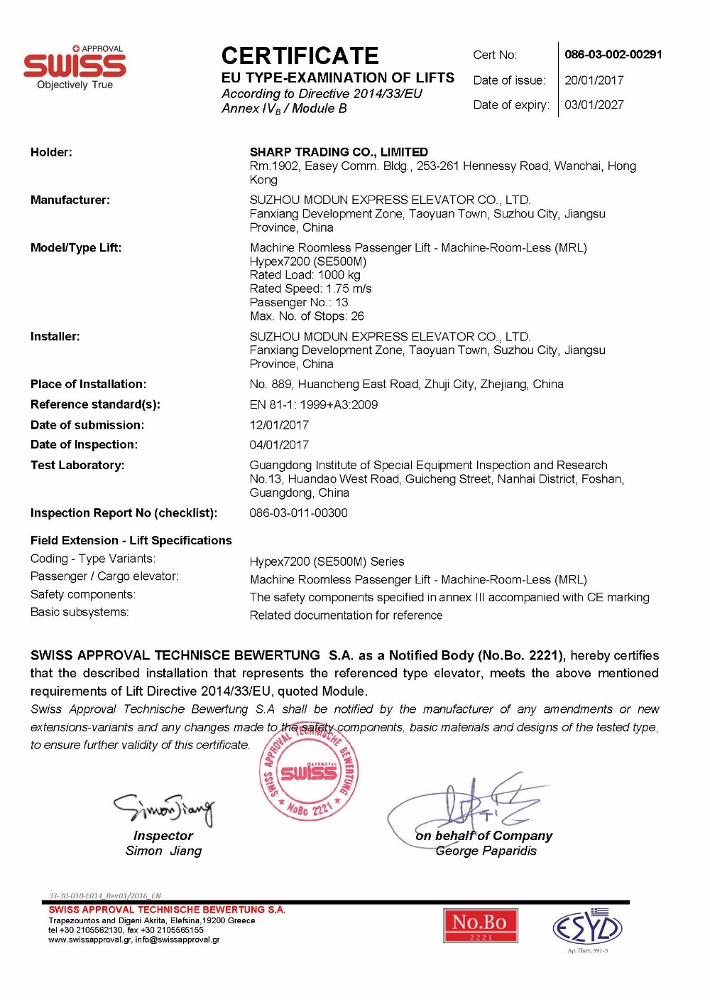 APPROVAL
SWISS
Objectively True
CERTIFICATE
EU TYPE-EXAMINATION OF LIFTS
According to Directive 2014/33/EU
Annex IVB / Module B
Cert No: 086-03-002-00291
Date of issue: 20/01/2017
Date of expiry: 03/01/2027
Holder: SHARP TRADING CO., LIMITED
Rm.1902, Easey Comm. Bldg., 253-261 Hennessy Road, Wanchai, Hong
Kong
Manufacturer: SUZHOU MODUN EXPRESS ELEVATOR CO., LTD.
Fanxiang Development Zone, Taoyuan Town, Suzhou City, Jiangsu
Province, China
Model/Type Lift: Machine Roomless Passenger Lift - Machine-Room-Less (MRL)
Hypex7200 (SE500M)
Rated Load: 1000 kg
Rated Speed: 1.75 m/s
Passenger No.: 13
Max. No. of Stops: 26
Installer: SUZHOU MODUN EXPRESS ELEVATOR CO., LTD.
Fanxiang Development Zone, Taoyuan Town, Suzhou City, Jiangsu
Province, China
Place of Installation: No. 889, Huancheng East Road, Zhuji City, Zhejiang, China
Reference standard(s): EN 81-1: 1999+A3:2009
Date of submission: 12/01/2017
Date of Inspection: 04/01/2017
Test Laboratory: Guangdong Institute of Special Equipment Inspection and Research
No.13, Huandao West Road, Guicheng Street, Nanhai District, Foshan,
Guangdong, China
Inspection Report No (checklist): 086-03-011-00300
Field Extension - Lift Specifications
Coding - Type Variants: Hypex7200 (SE500M) Series
Passenger / Cargo elevator: Machine Roomless Passenger Lift - Machine-Room-Less (MRL)
Safety components: The safety components specified in annex III accompanied with CE marking
Basic subsystems: Related documentation for reference
SWISS APPROVAL TECHNISCE BEWERTUNG S.A. as a Notified Body (No.Bo. 2221), hereby certifies
that the described installation that represents the referenced type elevator, meets the above mentioned
requirements of Lift Directive 2014/33/EU, quoted Module.
Swiss Approval Technische Bewertung S.A shall be notified by the manufacturer of any amendments or new
extensions-variants and any changes made to the safety components, basic materials and designs of the tested type,
to ensure further validity of this certificate.
SWISS APPROVAL TECHNISCHE BEWERTUNG
APPROVAL
SWISS
NoBo 2221
Simon Jiang
Inspector
Simon Jiang
on behalf of Company
George Paparidis
33-30-010-F014_Rev01/2016_EN
SWISS APPROVAL TECHNISCHE BEWERTUNG S.A.
Trapezountos and Digeni Akrita, Elefsina,19200 Greece
tel +30 2105562130, fax +30 2105565155
www.swissapproval.gr, info@swissapproval.gr
No.Bo
2221
ESYD
Αρ. Πιστ. 591-5